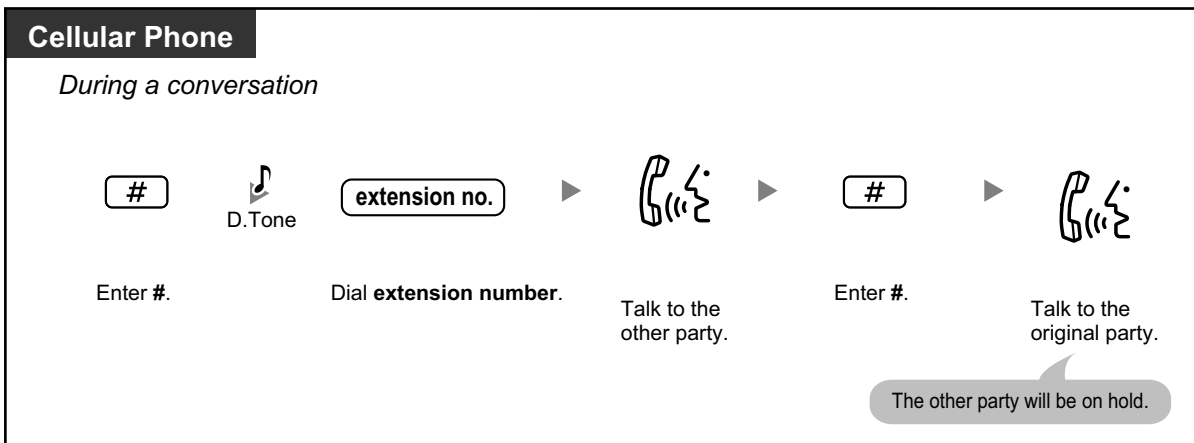 Cellular Phone
During a conversation
#
D.Tone
extension no.
#
Enter #.
Dial extension number.
Talk to the
other party.
Enter #.
Talk to the
original party.
The other party will be on hold.